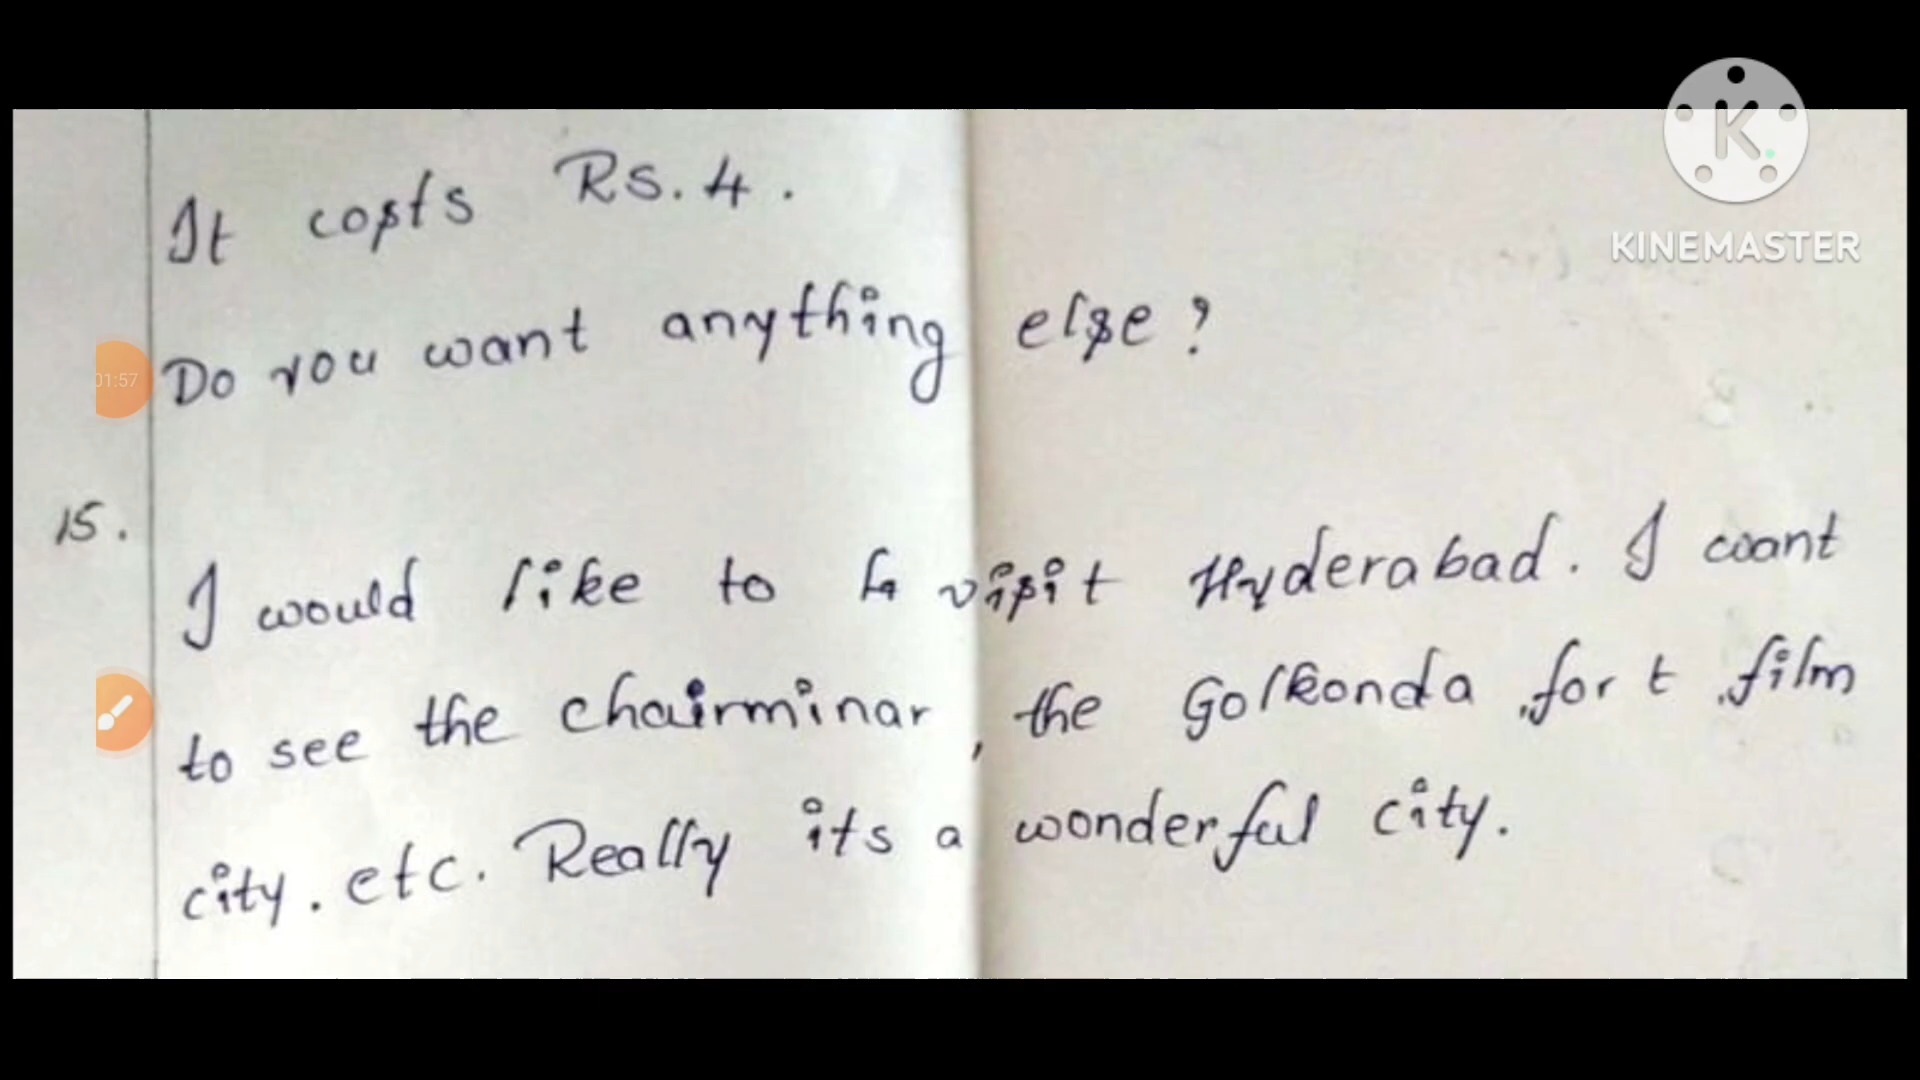 It costs Rs. 4.
Do you want anything else?
15.
I would like to visit Hyderabad. I want
to see the chairminar, the Golkonda fort film
city. etc. Really its a wonderful city.
K
KINEMASTER
01:57